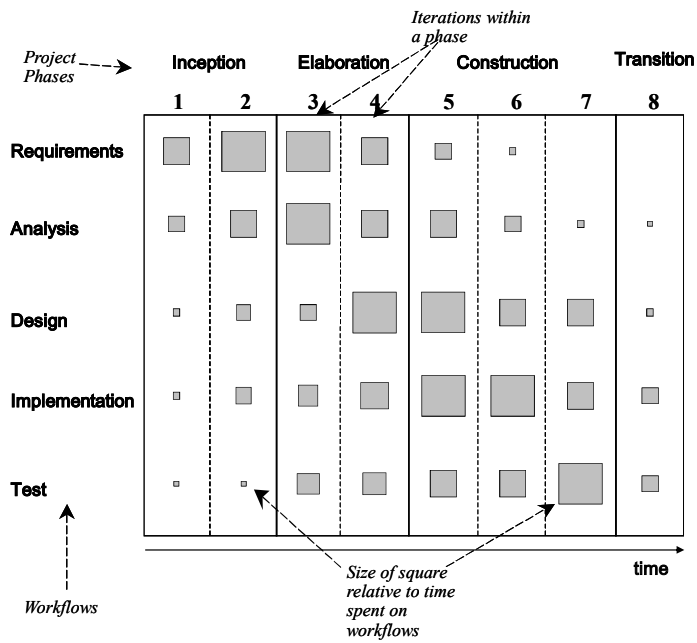 Iterations within
a phase
Project
Phases
Inception
Elaboration
Construction
Transition
1
2
3
4
5
6
7
8
Requirements
Analysis
Design
Implementation
Test
time
Size of square
relative to time
spent on
workflows
Workflows